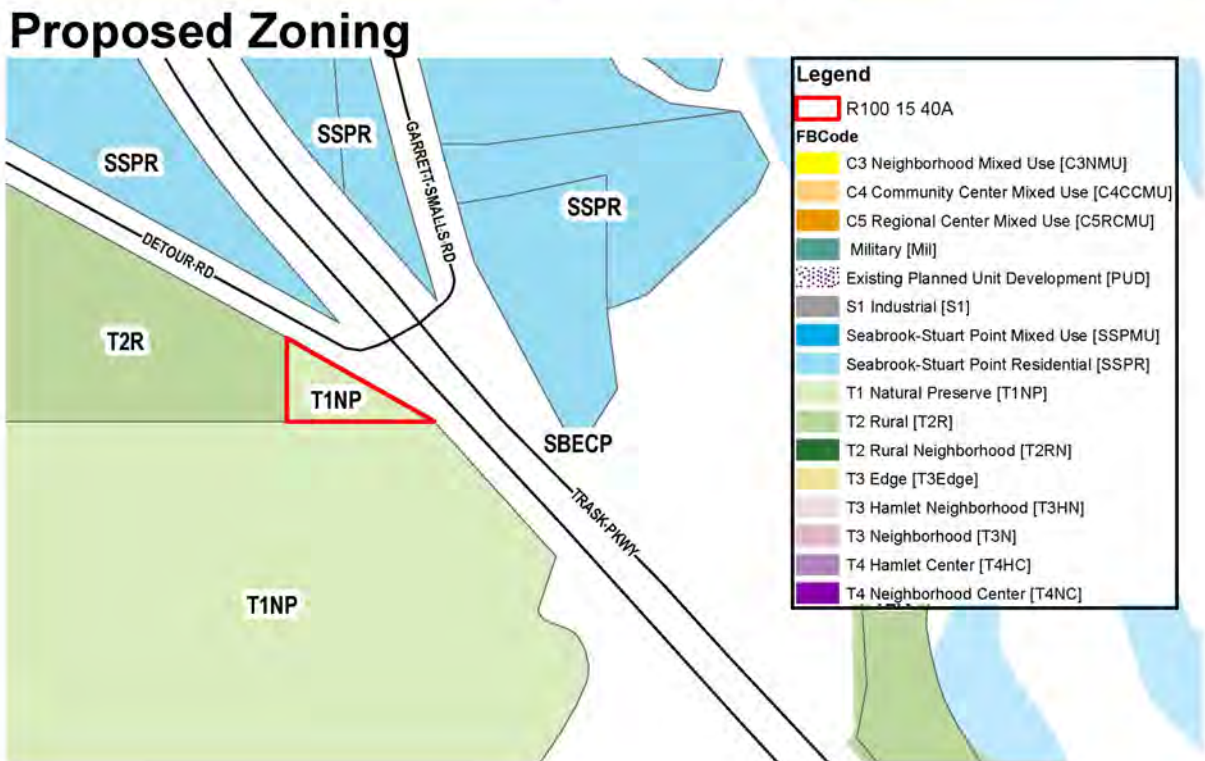 Proposed Zoning
Legend
R100 15 40A
FBCode
C3 Neighborhood Mixed Use [C3NMU]
C4 Community Center Mixed Use [C4CCMU]
C5 Regional Center Mixed Use [C5RCMU]
Military [Mil]
Existing Planned Unit Development [PUD]
S1 Industrial [S1]
Seabrook-Stuart Point Mixed Use [SSPMU]
Seabrook-Stuart Point Residential [SSPR]
T1 Natural Preserve [T1NP]
T2 Rural [T2R]
T2 Rural Neighborhood [T2RN]
T3 Edge [T3Edge]
T3 Hamlet Neighborhood [T3HN]
T3 Neighborhood [T3N]
T4 Hamlet Center [T4HC]
T4 Neighborhood Center [T4NC]
SSPR
SSPR
GARRETT-SMALLS RD
SSPR
DETOUR RD
T2R
T1NP
SBECP
TRASK PKWY
T1NP